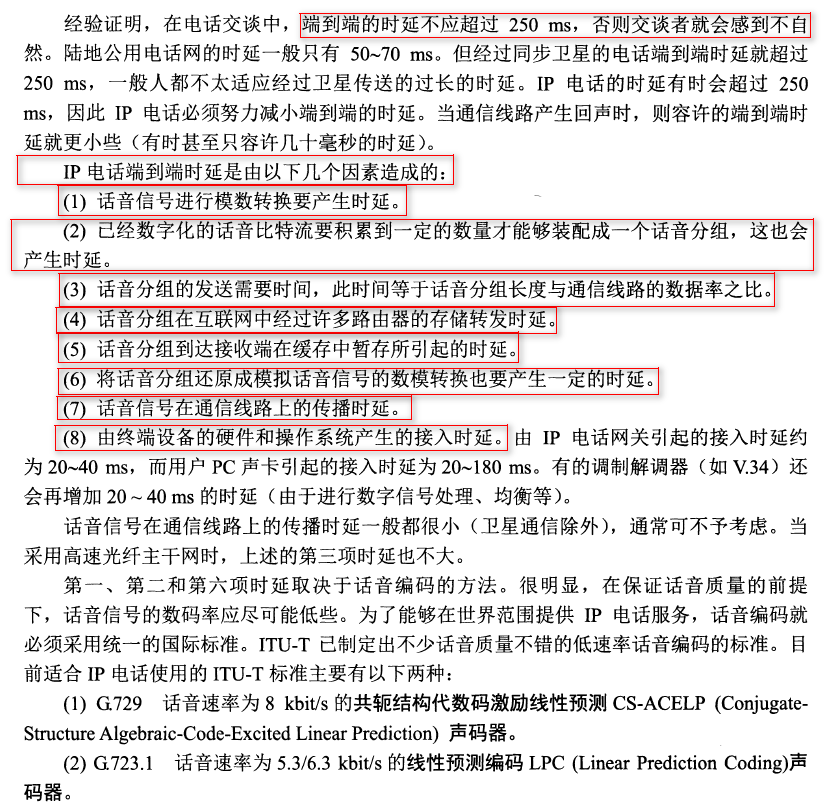 经验证明，在电话交谈中，端到端的时延不应超过 250 ms，否则交谈者就会感到不自
然。陆地公用电话网的时延一般只有 50~70 ms。但经过同步卫星的电话端到端时延就超过
250 ms，一般人都不太适应经过卫星传送的过长的时延。IP 电话的时延有时会超过 250
ms，因此 IP 电话必须努力减小端到端的时延。当通信线路产生回声时，则容许的端到端时
延就更小些（有时甚至只容许几十毫秒的时延）。
IP 电话端到端时延是由以下几个因素造成的：
(1) 话音信号进行模数转换要产生时延。
(2) 已经数字化的话音比特流要积累到一定的数量才能够装配成一个话音分组，这也会
产生时延。
(3) 话音分组的发送需要时间，此时间等于话音分组长度与通信线路的数据率之比。
(4) 话音分组在互联网中经过许多路由器的存储转发时延。
(5) 话音分组到达接收端在缓存中暂存所引起的时延。
(6) 将话音分组还原成模拟话音信号的数模转换也要产生一定的时延。
(7) 话音信号在通信线路上的传播时延。
(8) 由终端设备的硬件和操作系统产生的接入时延。由 IP 电话网关引起的接入时延约
为 20~40 ms，而用户 PC 声卡引起的接入时延为 20~180 ms。有的调制解调器（如 V.34）还
会再增加 20 ~ 40 ms 的时延（由于进行数字信号处理、均衡等）。
话音信号在通信线路上的传播时延一般都很小（卫星通信除外），通常可不予考虑。当
采用高速光纤主干网时，上述的第三项时延也不大。
第一、第二和第六项时延取决于话音编码的方法。很明显，在保证话音质量的前提
下，话音信号的数码率应尽可能低些。为了能够在世界范围提供 IP 电话服务，话音编码就
必须采用统一的国际标准。ITU-T 已制定出不少话音质量不错的低速率话音编码的标准。目
前适合 IP 电话使用的 ITU-T 标准主要有以下两种：
(1) G.729 话音速率为 8 kbit/s 的共轭结构代数码激励线性预测 CS-ACELP (Conjugate-
Structure Algebraic-Code-Excited Linear Prediction) 声码器。
(2) G.723.1 话音速率为 5.3/6.3 kbit/s 的线性预测编码 LPC (Linear Prediction Coding)声
码器。